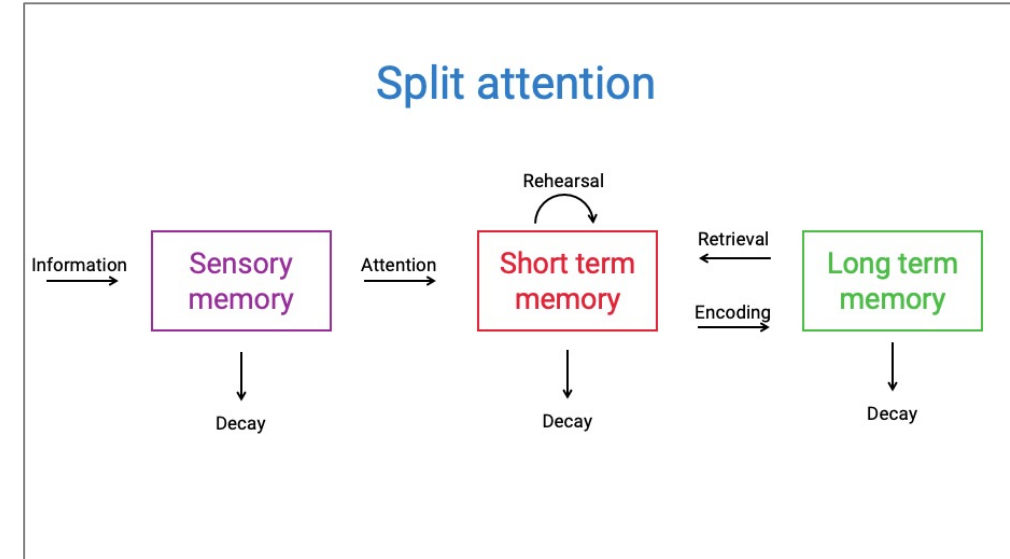 Split attention
Rehearsal
Information
Sensory
memory
Attention
Short term
memory
Retrieval
Encoding
Long term
memory
Decay
Decay
Decay